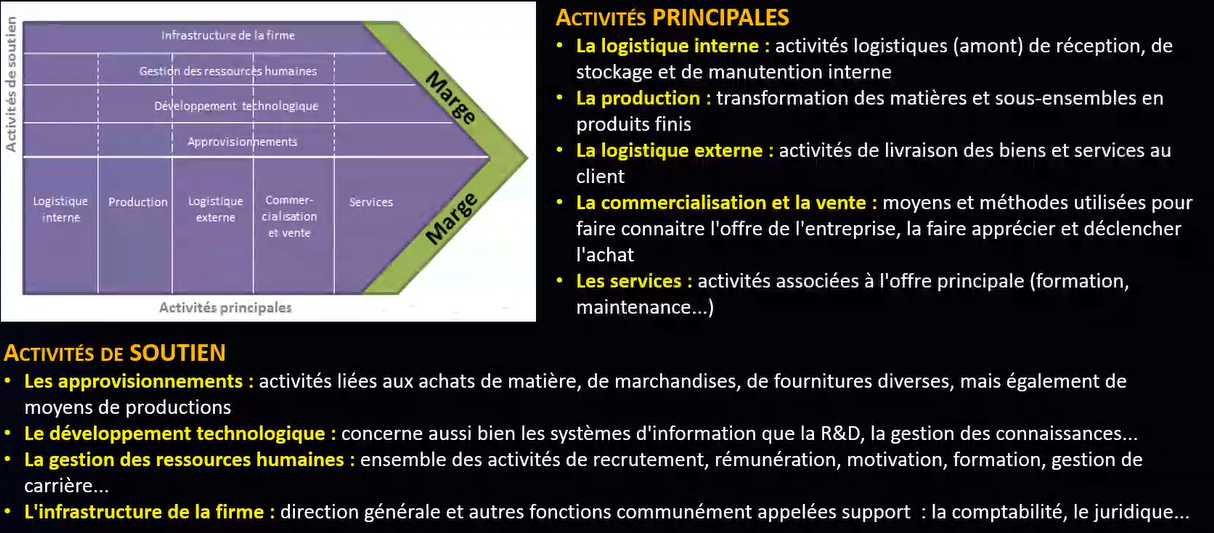 Activités de soutien
Infrastructure de la firme
Gestion des ressources humaines
Développement technologique
Approvisionnements
Marge
Marge
Logistique
interne
Production
Logistique
externe
Commer-
cialisation
et vente
Services
Activités principales
ACTIVITÉS PRINCIPALES
• La logistique interne : activités logistiques (amont) de réception, de
stockage et de manutention interne
• La production : transformation des matières et sous-ensembles en
produits finis
• La logistique externe : activités de livraison des biens et services au
client
• La commercialisation et la vente : moyens et méthodes utilisées pour
faire connaitre l'offre de l'entreprise, la faire apprécier et déclencher
l'achat
• Les services : activités associées à l'offre principale (formation,
maintenance...)
ACTIVITÉS DE SOUTIEN
• Les approvisionnements : activités liées aux achats de matière, de marchandises, de fournitures diverses, mais également de
moyens de productions
• Le développement technologique : concerne aussi bien les systèmes d'information que la R&D, la gestion des connaissances...
• La gestion des ressources humaines : ensemble des activités de recrutement, rémunération, motivation, formation, gestion de
carrière...
• L'infrastructure de la firme : direction générale et autres fonctions communément appelées support : la comptabilité, le juridique...